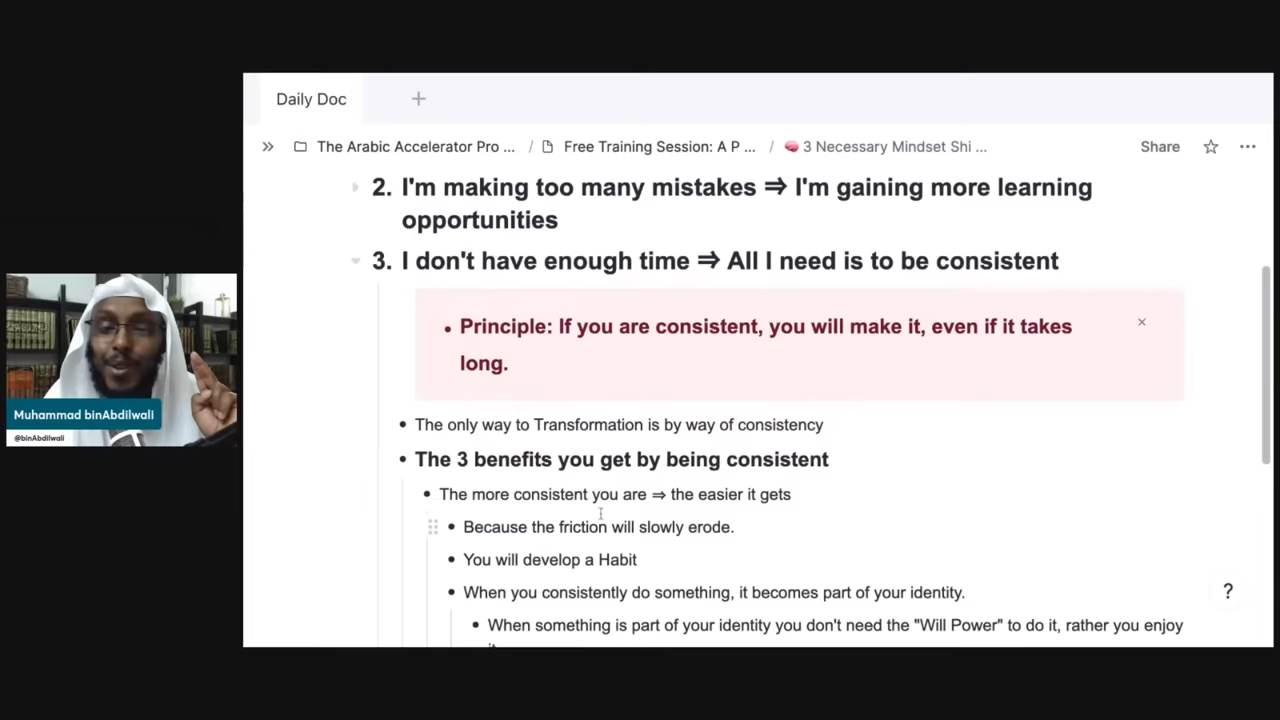 Daily Doc
+
The Arabic Accelerator Pro ... / Free Training Session: A P ... / 🧠 3 Necessary Mindset Shi ... Share
2. I'm making too many mistakes ⇒ I'm gaining more learning
opportunities
3. I don't have enough time ⇒ All I need is to be consistent
• Principle: If you are consistent, you will make it, even if it takes
long.
• The only way to Transformation is by way of consistency
• The 3 benefits you get by being consistent
• The more consistent you are ⇒ the easier it gets
• Because the friction will slowly erode.
• You will develop a Habit
• When you consistently do something, it becomes part of your identity.
• When something is part of your identity you don't need the "Will Power" to do it, rather you enjoy
?
Muhammad binAbdilwali
@binAbdilwali